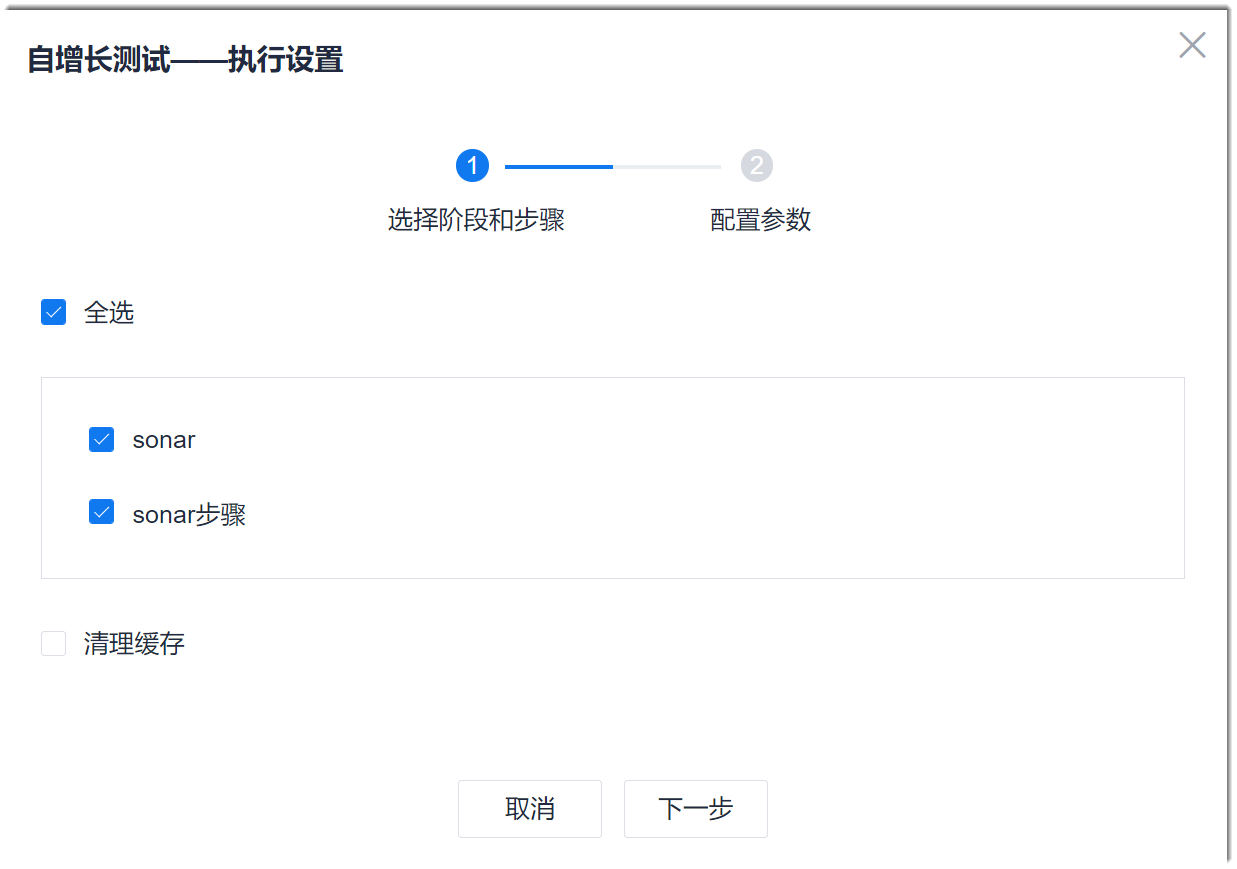 自增长测试——执行设置
1
2
选择阶段和步骤
配置参数
全选
sonar
sonar步骤
清理缓存
取消
下一步